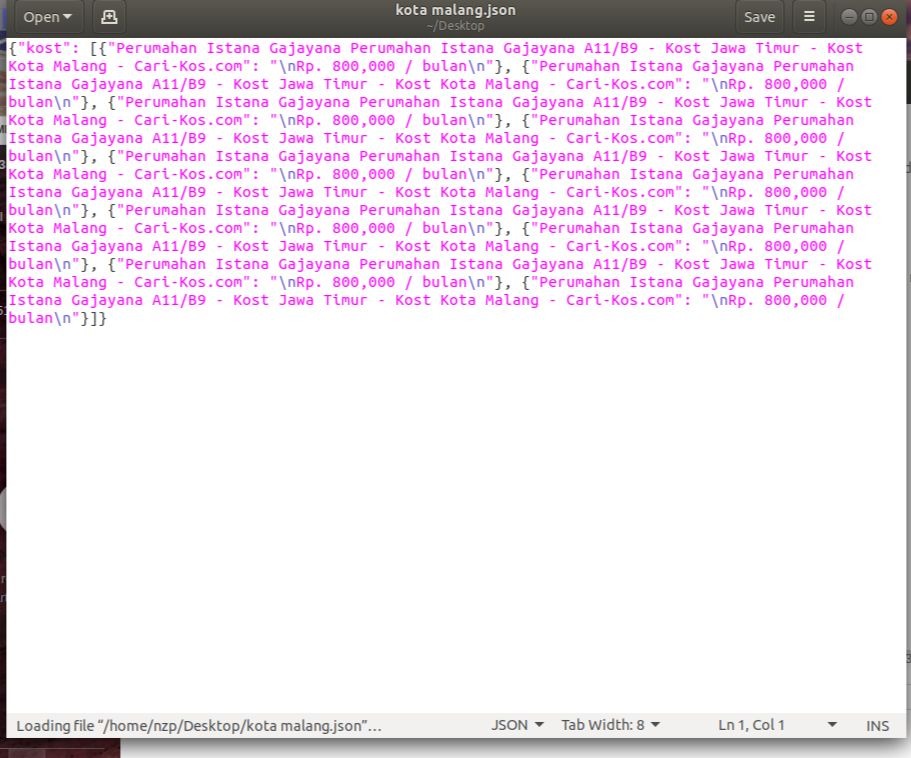 Open
kota malang.json
~/Desktop
Save
{"kost": [{"Perumahan Istana Gajayana Perumahan Istana Gajayana A11/B9 - Kost Jawa Timur - Kost
Kota Malang - Cari-Kos.com": "\nRp. 800,000 / bulan\n"}, {"Perumahan Istana Gajayana Perumahan
Istana Gajayana A11/B9 - Kost Jawa Timur - Kost Kota Malang - Cari-Kos.com": "\nRp. 800,000 /
bulan\n"}, {"Perumahan Istana Gajayana Perumahan Istana Gajayana A11/B9 - Kost Jawa Timur - Kost
Kota Malang - Cari-Kos.com": "\nRp. 800,000 / bulan\n"}, {"Perumahan Istana Gajayana Perumahan
Istana Gajayana A11/B9 - Kost Jawa Timur - Kost Kota Malang - Cari-Kos.com": "\nRp. 800,000 /
bulan\n"}, {"Perumahan Istana Gajayana Perumahan Istana Gajayana A11/B9 - Kost Jawa Timur - Kost
Kota Malang - Cari-Kos.com": "\nRp. 800,000 / bulan\n"}, {"Perumahan Istana Gajayana Perumahan
Istana Gajayana A11/B9 - Kost Jawa Timur - Kost Kota Malang - Cari-Kos.com": "\nRp. 800,000 /
bulan\n"}, {"Perumahan Istana Gajayana Perumahan Istana Gajayana A11/B9 - Kost Jawa Timur - Kost
Kota Malang - Cari-Kos.com": "\nRp. 800,000 / bulan\n"}, {"Perumahan Istana Gajayana Perumahan
Istana Gajayana A11/B9 - Kost Jawa Timur - Kost Kota Malang - Cari-Kos.com": "\nRp. 800,000 /
bulan\n"}, {"Perumahan Istana Gajayana Perumahan Istana Gajayana A11/B9 - Kost Jawa Timur - Kost
Kota Malang - Cari-Kos.com": "\nRp. 800,000 / bulan\n"}, {"Perumahan Istana Gajayana Perumahan
Istana Gajayana A11/B9 - Kost Jawa Timur - Kost Kota Malang - Cari-Kos.com": "\nRp. 800,000 /
bulan\n"}]}
Loading file “/home/nzp/Desktop/kota malang.json”… JSON Tab Width: 8 Ln 1, Col 1 INS